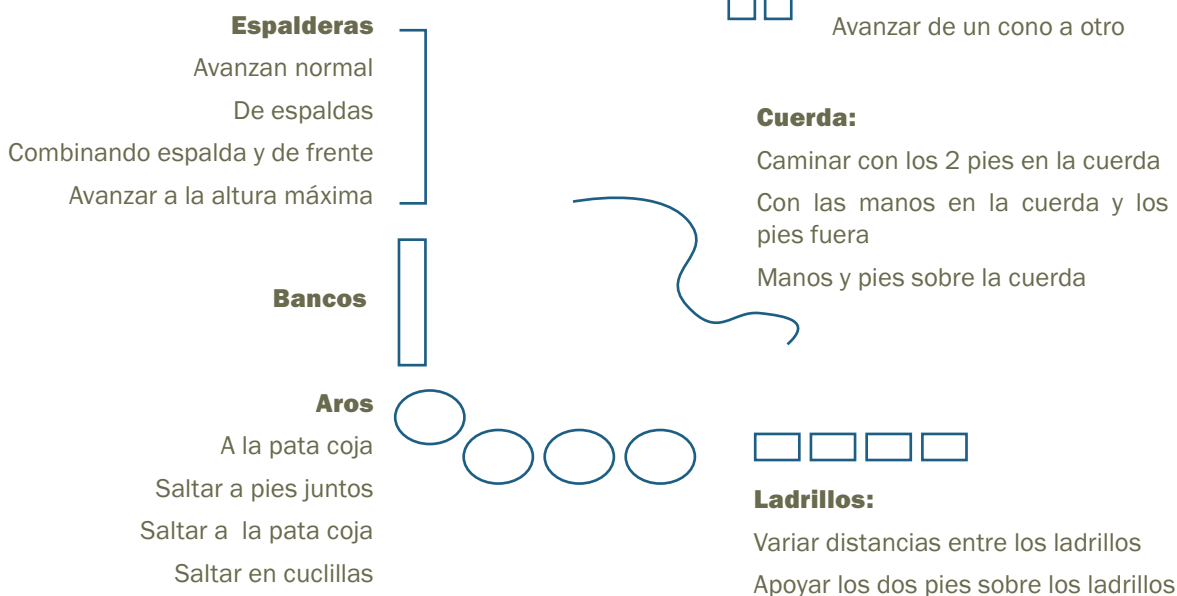 Espalderas
Avanzan normal
De espaldas
Combinando espalda y de frente
Avanzar a la altura máxima
Bancos
Aros
A la pata coja
Saltar a pies juntos
Saltar a la pata coja
Saltar en cuclillas
Avanzar de un cono a otro
Cuerda:
Caminar con los 2 pies en la cuerda
Con las manos en la cuerda y los
pies fuera
Manos y pies sobre la cuerda
Ladrillos:
Variar distancias entre los ladrillos
Apoyar los dos pies sobre los ladrillos